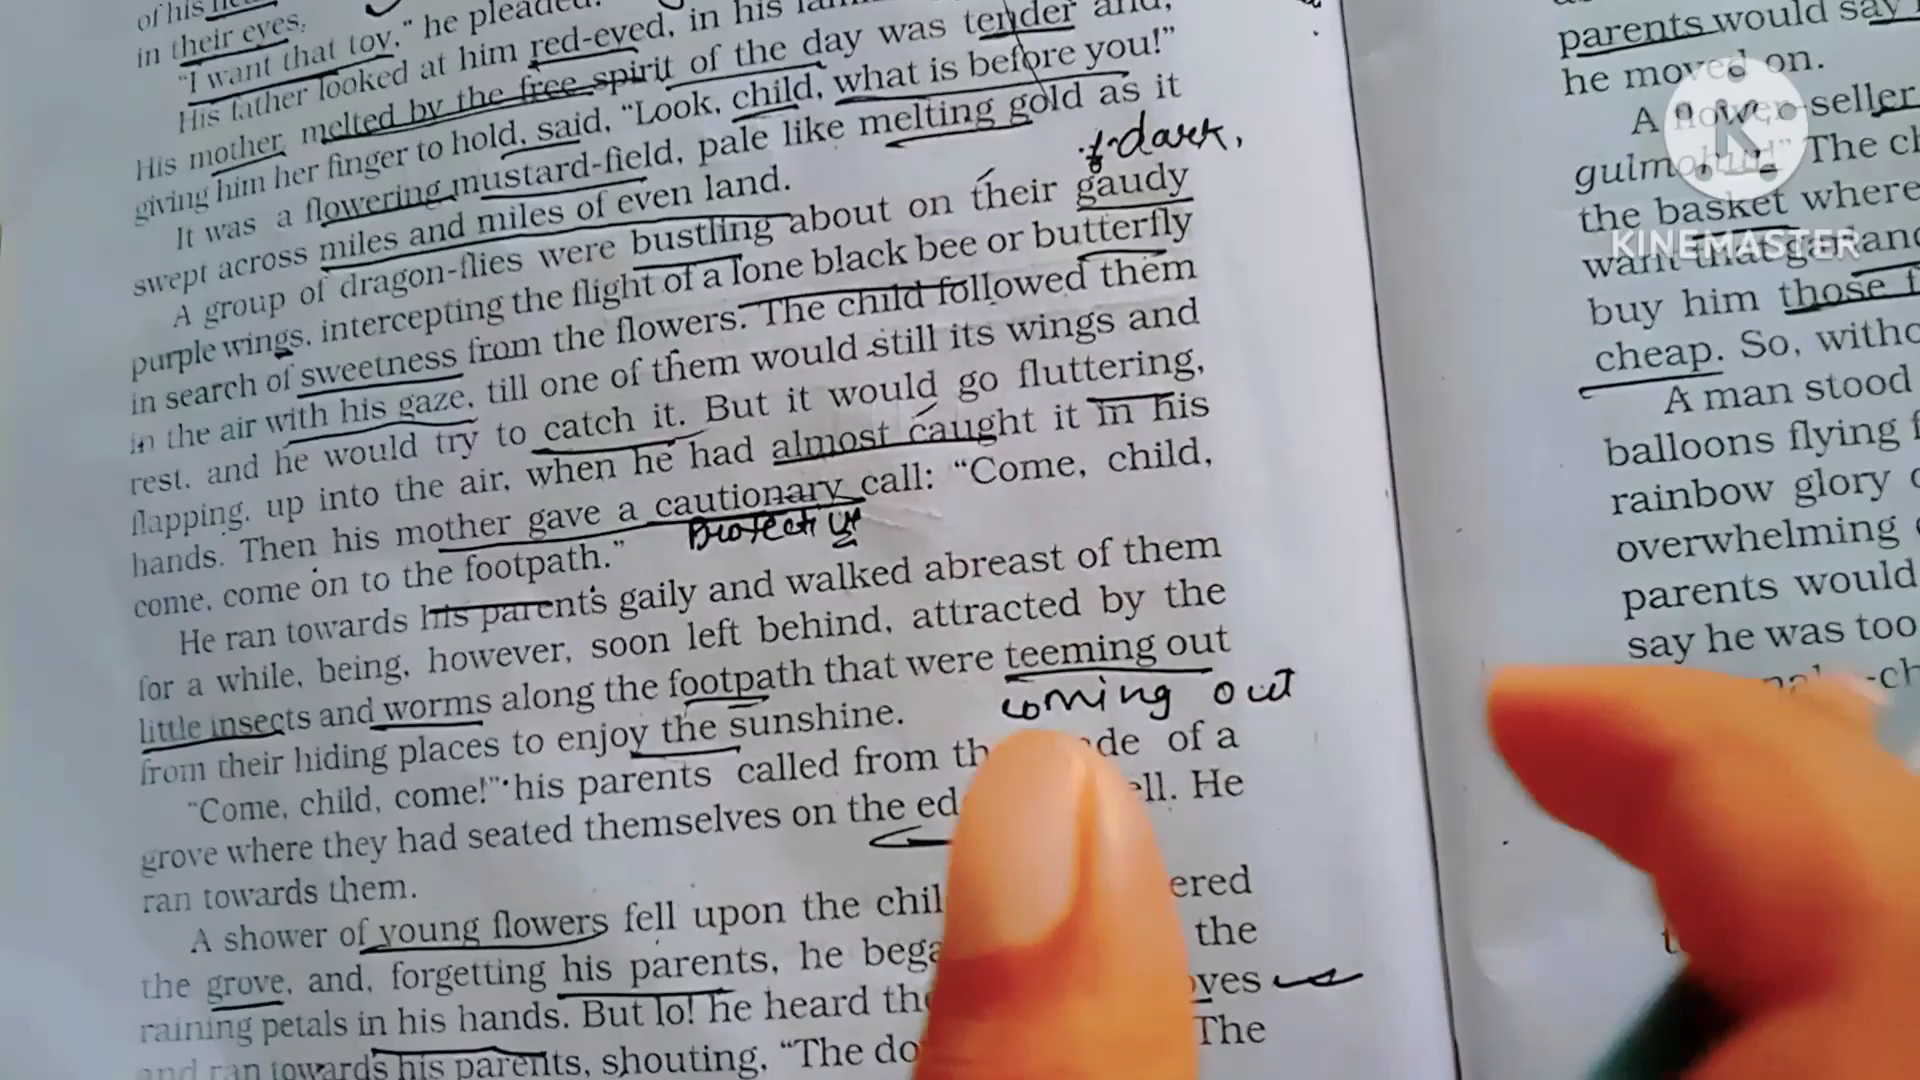 of his
in their eyes.
"I want that toy," he pleaded.
His father looked at him red-eyed, in his
His mother, melted by the free spirit of the day was tender and,
giving him her finger to hold, said, "Look, child, what is before you!"
It was a flowering mustard-field, pale like melting gold as it
swept across miles and miles of even land.
dark,
A group of dragon-flies were bustling about on their gaudy
purple wings, intercepting the flight of a lone black bee or butterfly
in search of sweetness from the flowers. The child followed them
in the air with his gaze, till one of them would still its wings and
rest, and he would try to catch it. But it would go fluttering,
flapping, up into the air, when he had almost caught it in his
hands. Then his mother gave a cautionary call: "Come, child,
come, come on to the footpath."
He ran towards his parents gaily and walked abreast of them
for a while, being, however, soon left behind, attracted by the
little insects and worms along the footpath that were teeming out
coming out
from their hiding places to enjoy the sunshine.
"Come, child, come!" his parents called from of a
grove where they had seated themselves on the He
ran towards them.
A shower of young flowers fell upon the
the grove, and, forgetting his parents, he the
raining petals in his hands. But lo! he heard
and ran towards his parents, shouting, "The The
parents would say
he moved on.
A flower-seller
gulmohur" The
the basket where
want that
buy him those
cheap. So,
A man stood
balloons flying
rainbow glory
overwhelming
parents would
say he was too
K
KINEMASTER